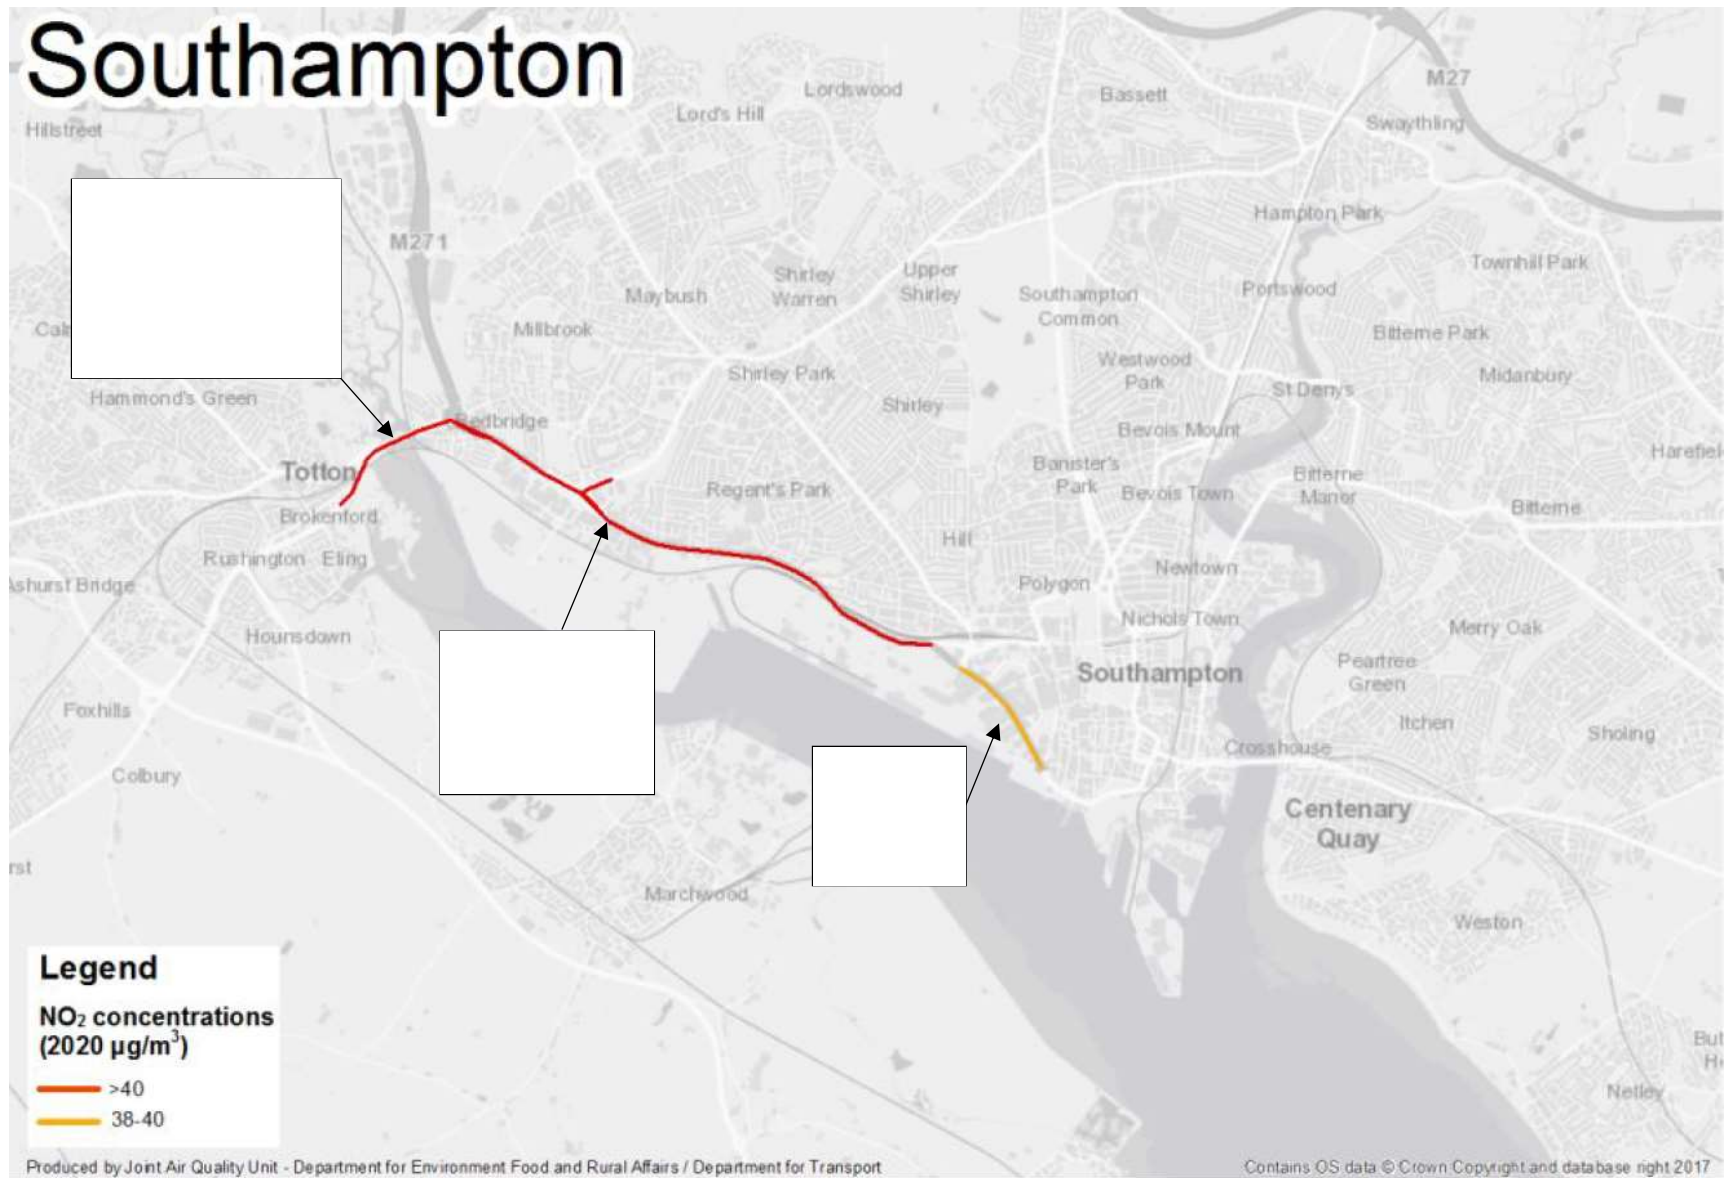 Southampton
Lordswood
M27
Bassett
Lord's Hill
Swaythling
Hillstreet
Hampton Park
M271
Townhill Park
Shirley
Warren
Upper
Shirley
Portswood
Maybush
Southampton
Common
Millbrook
Bitterne Park
Westwood
Park
Shirley Park
Midanbury
St Denys
Hammond's Green
Shirley
Redbridge
Bevois Mount
Totton
Banister's
Park
Bitterne
Manor
Regent's Park
Bevois Town
Bitterne
Brokenford
Hill
Rushington
Eling
Newtown
Ashurst Bridge
Polygon
Nichols Town
Hounsdown
Merry Oak
Southampton
Peartree
Green
Foxhills
Itchen
Sholing
Crosshouse
Colbury
Centenary
Quay
rst
Marchwood
Weston
Netley
Legend
NO₂ concentrations
(2020 µg/m³)
>40
38-40
Produced by Joint Air Quality Unit - Department for Environment Food and Rural Affairs / Department for Transport
Contains OS data © Crown Copyright and database right 2017